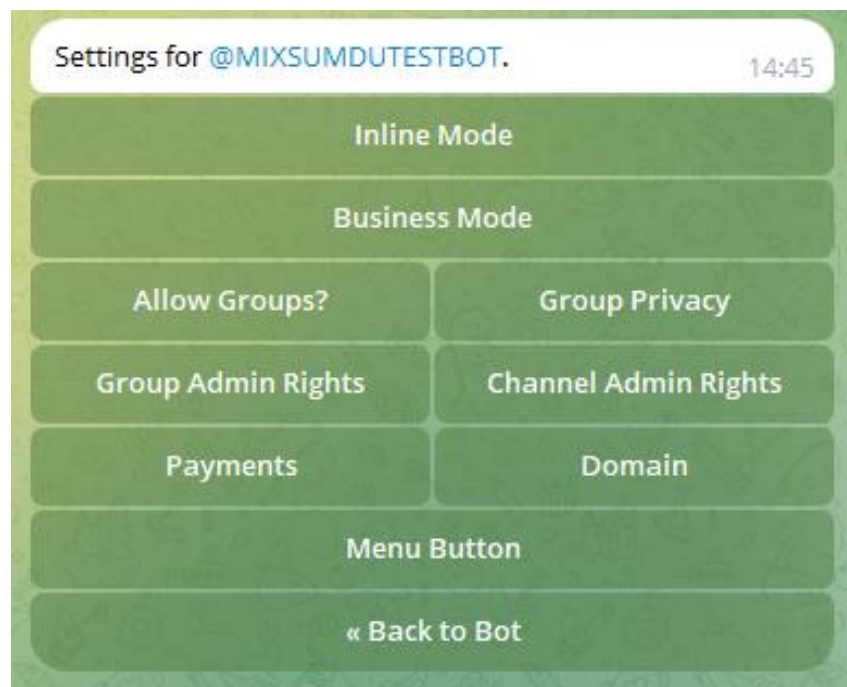 Settings for @MIXSUMDUTESTBOT.
14:45
Inline Mode
Business Mode
Allow Groups?
Group Privacy
Group Admin Rights
Channel Admin Rights
Payments
Domain
Menu Button
« Back to Bot